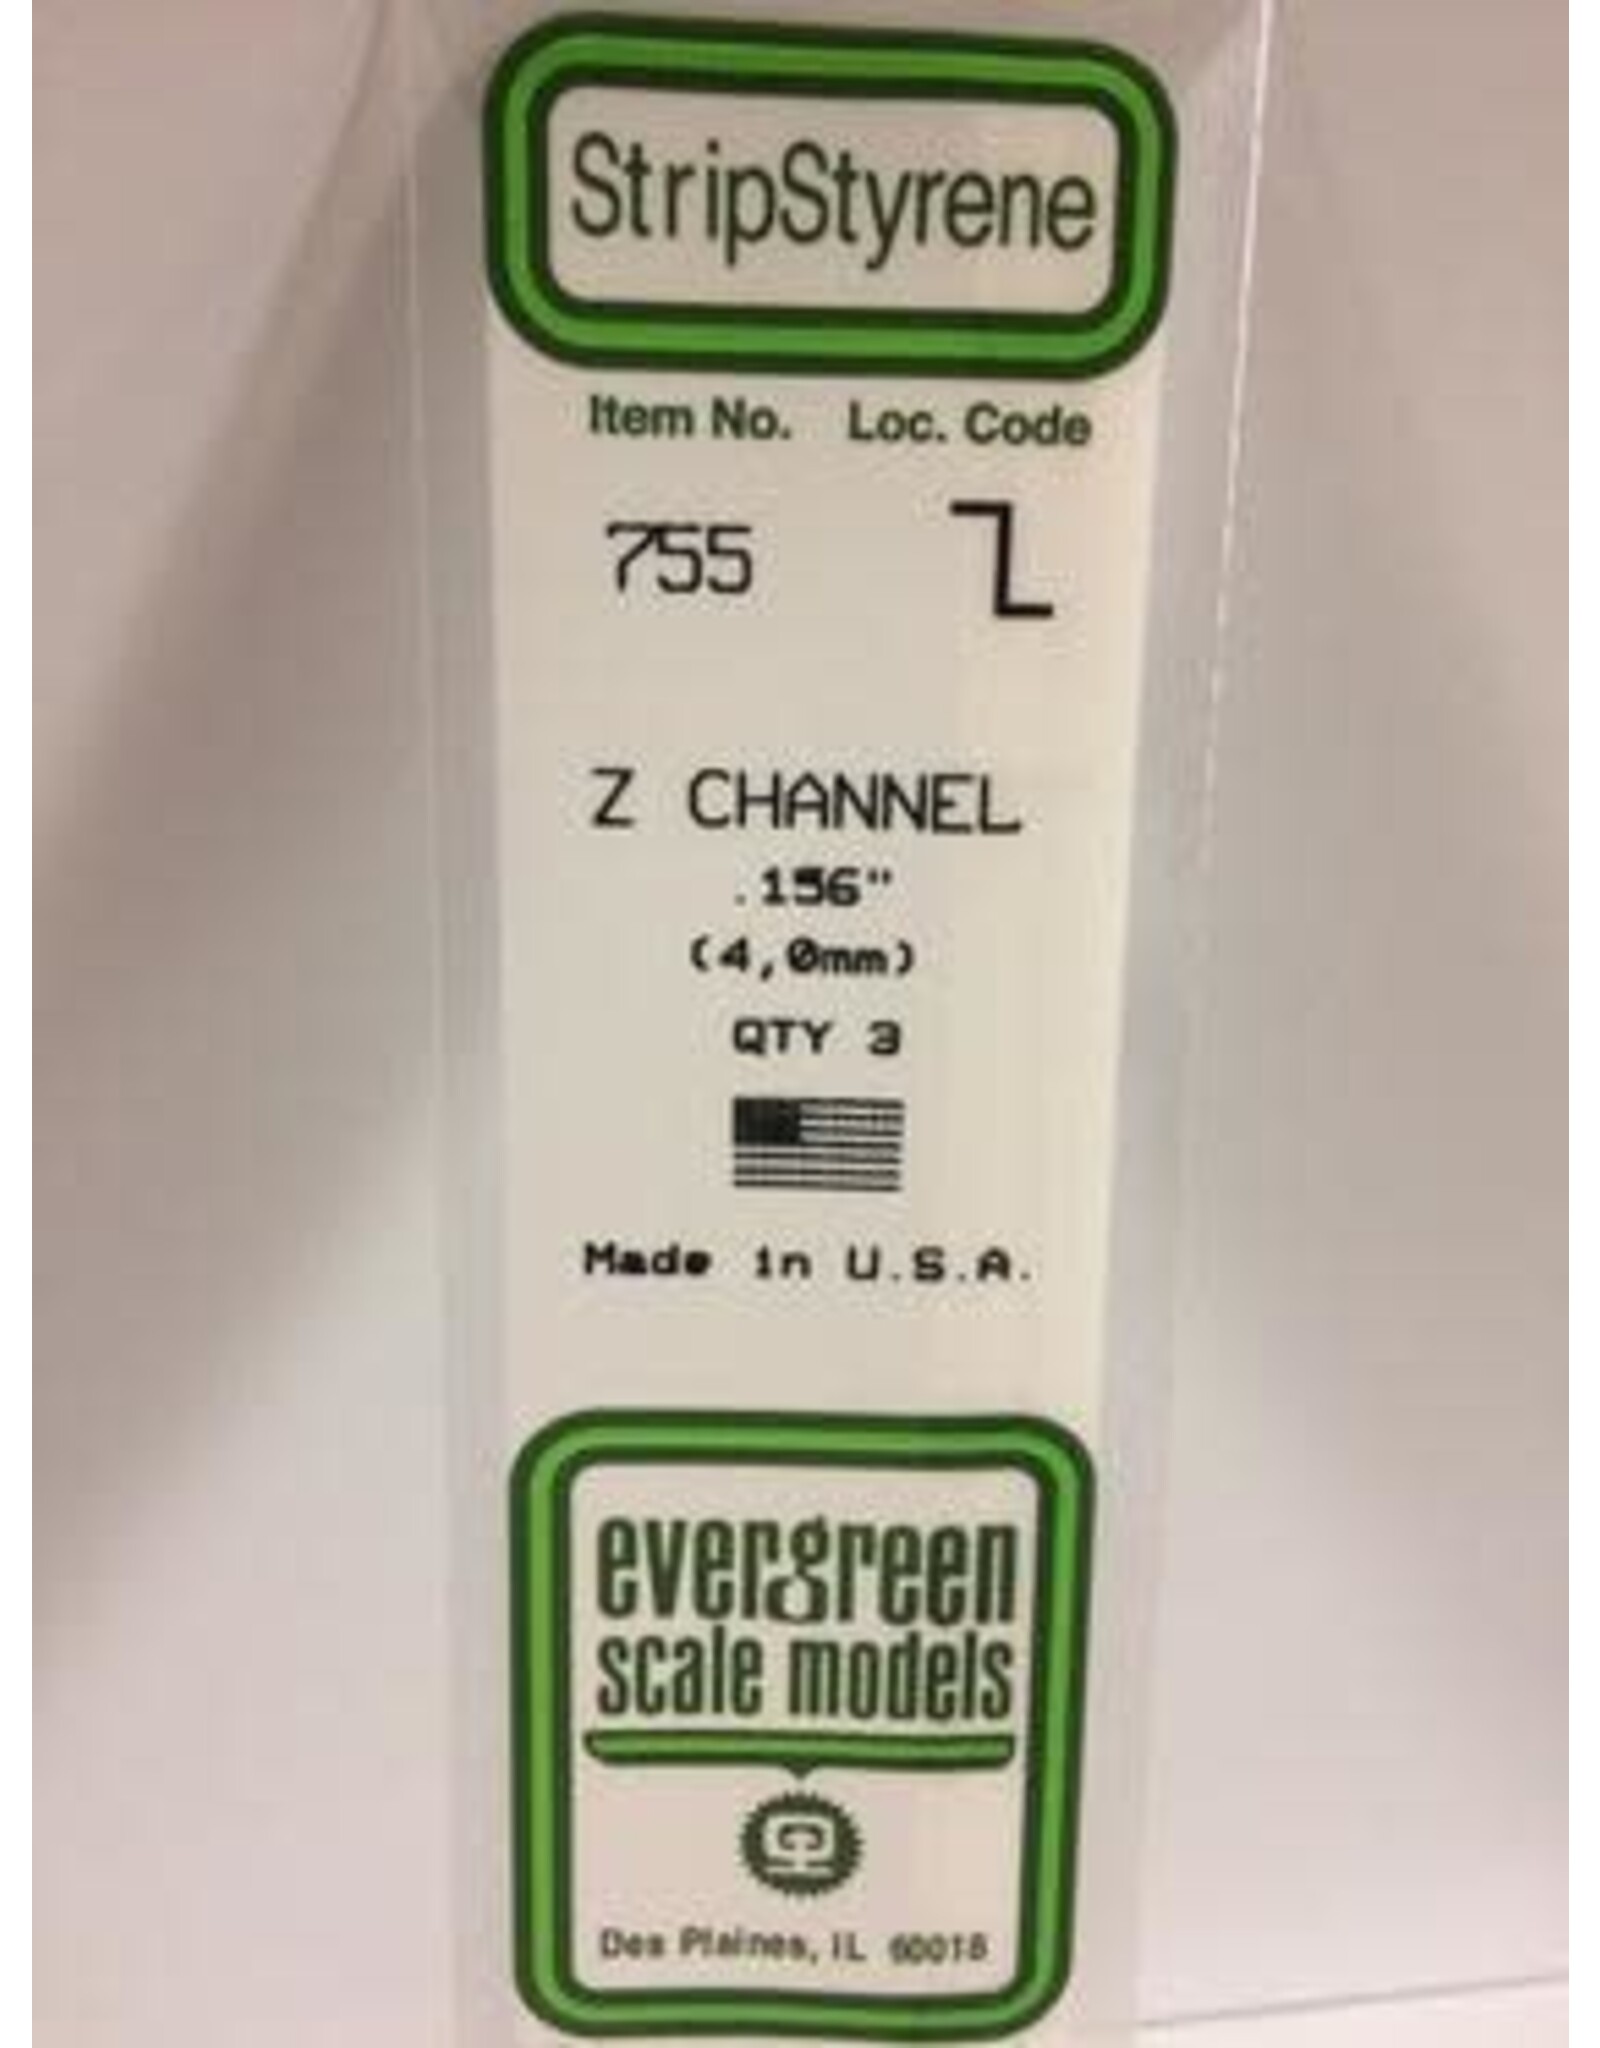 StripStyrene
Item No. Loc. Code
755
Z CHANNEL
.156"
(4,0mm)
QTY 3
Made in U.S.A.
evergreen
scale models
Des Plaines, IL 60018